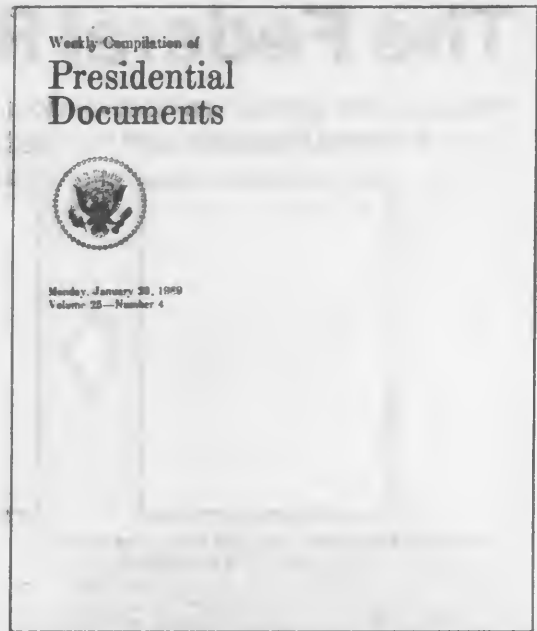 Weekly Compilation of
Presidential
Documents
Monday, January 30, 1989
Volume 25—Number 4